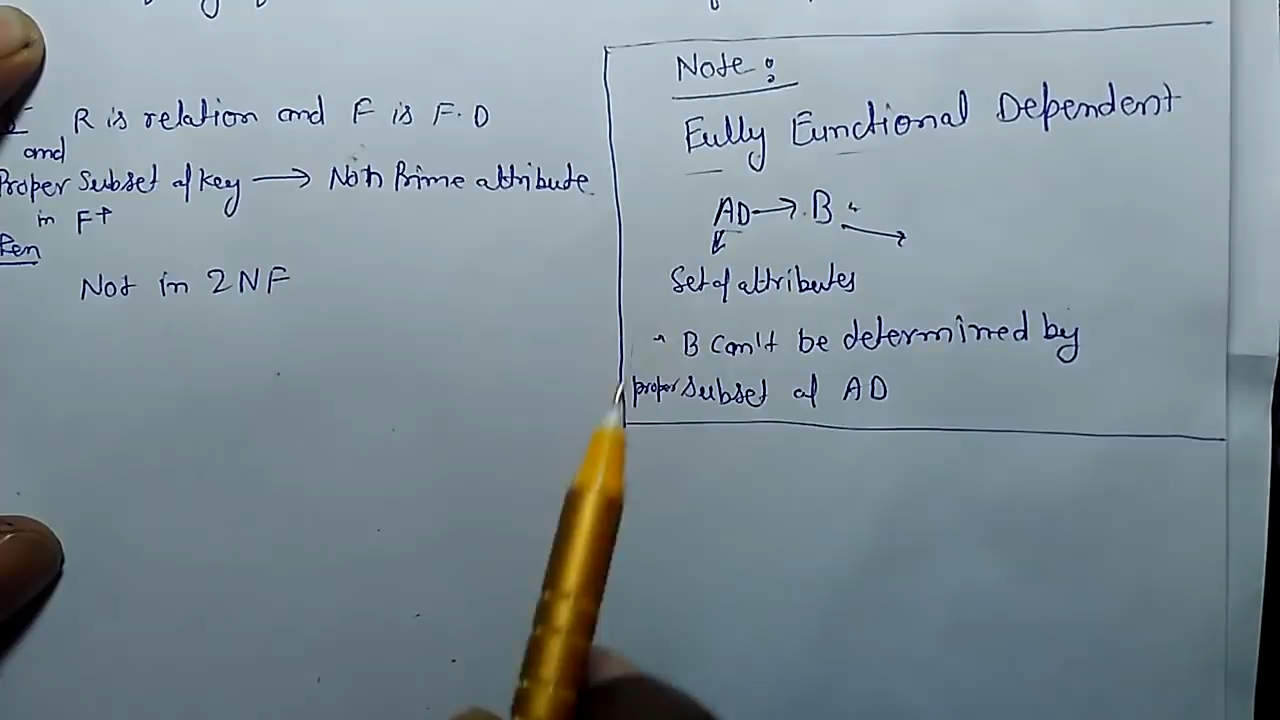 R is relation and F is F.D
and
Proper Subset of key → Non Prime attribute
in F+
Not in 2NF
Note:
Fully Functional Dependent
AD → B
Set of attributes
B can't be determined by
proper subset of AD